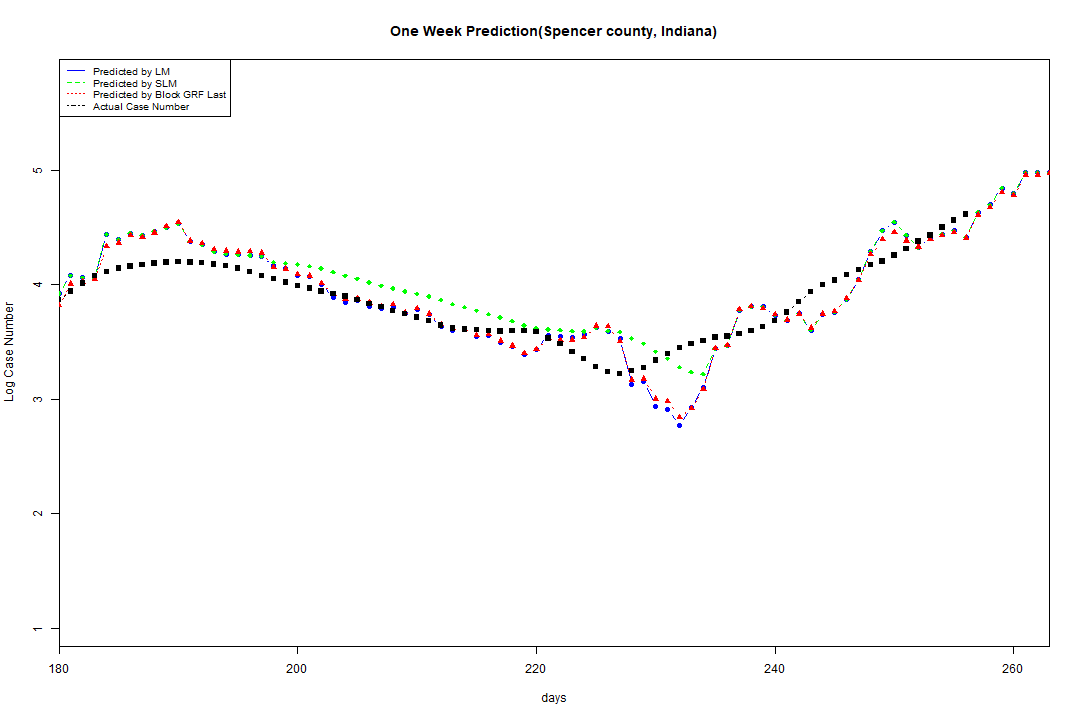 One Week Prediction(Spencer county, Indiana)
Predicted by LM
Predicted by SLM
Predicted by Block GRF Last
Actual Case Number
5
4
3
2
1
Log Case Number
180 200 220 240 260
days